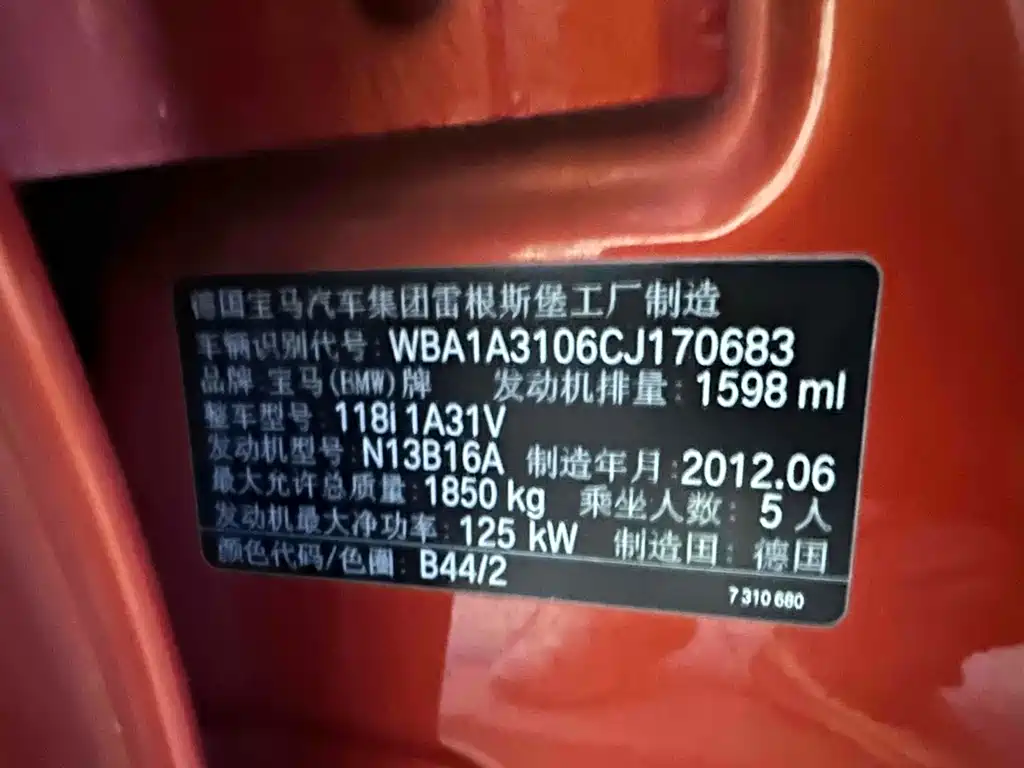 德国宝马汽车集团雷根斯堡工厂制造
车辆识别代号: WBA1A3106CJ170683
品牌: 宝马(BMW)牌 发动机排量: 1598 ml
整车型号: 118i 1A31V
发动机型号: N13B16A 制造年月: 2012.06
最大允许总质量: 1850 kg 乘坐人数: 5 人
发动机最大净功率: 125 kW 制造国: 德国
颜色代码/色圈: B44/2
7 310 680